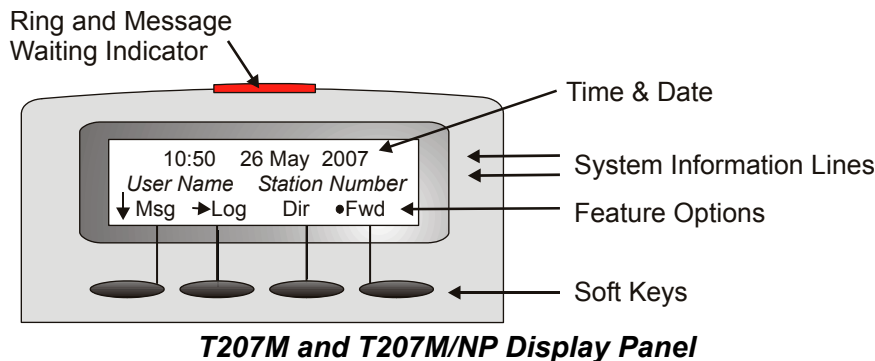 Ring and Message
Waiting Indicator
Time & Date
10:50 26 May 2007
System Information Lines
User Name Station Number
↓ Msg →Log Dir •Fwd
Feature Options
Soft Keys
T207M and T207M/NP Display Panel